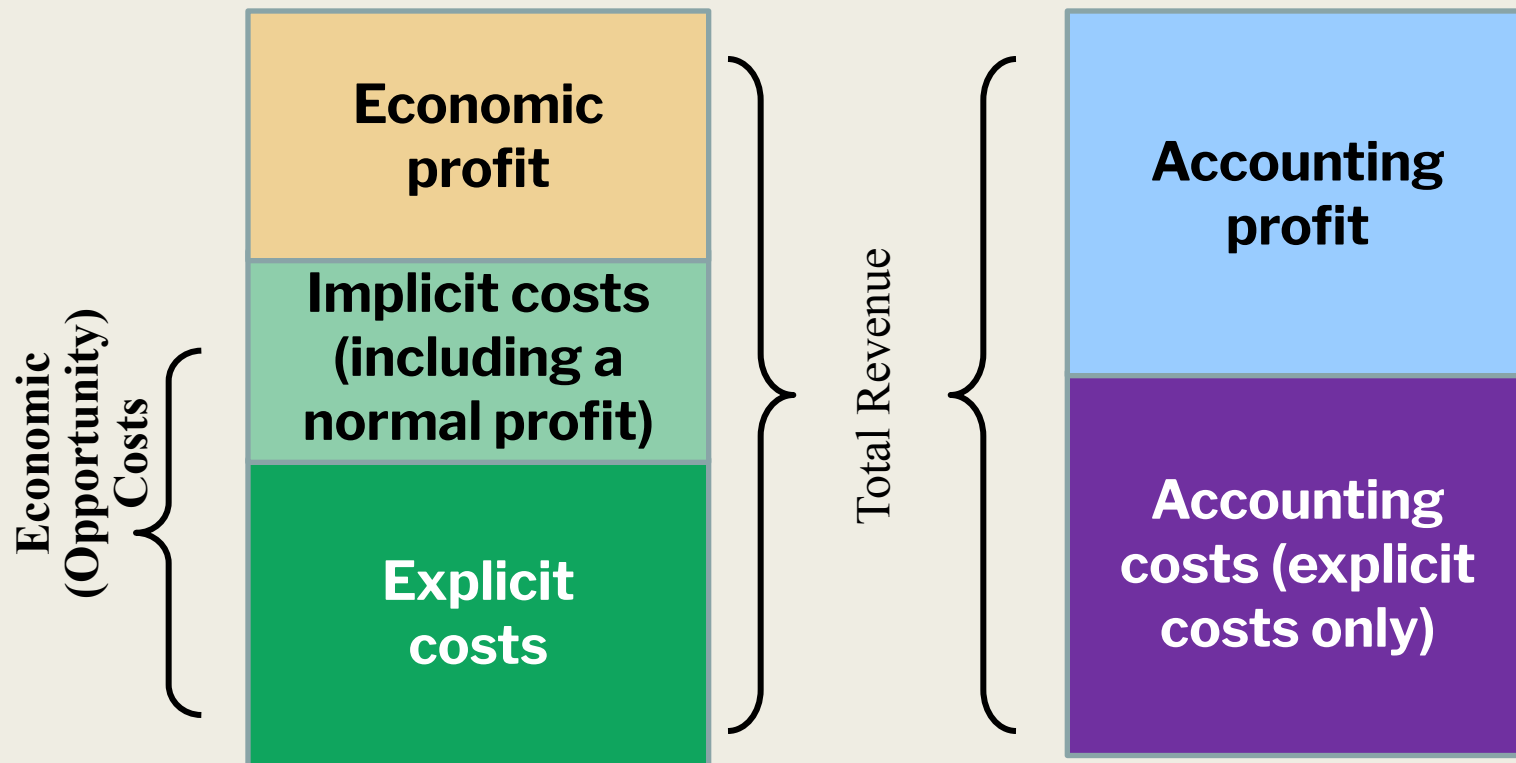 Economic
(Opportunity)
Costs
Economic
profit
Implicit costs
(including a
normal profit)
Explicit
costs
Total Revenue
Accounting
profit
Accounting
costs (explicit
costs only)